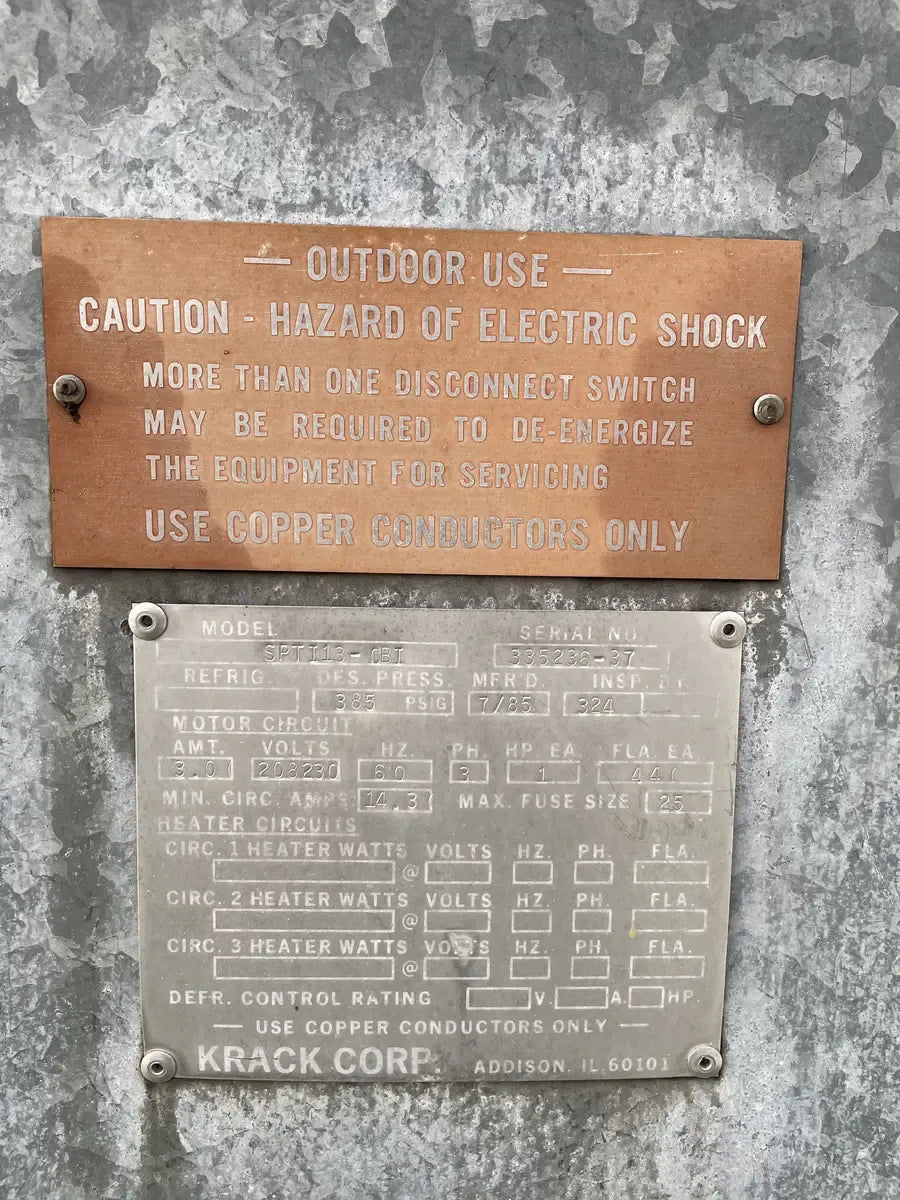 — OUTDOOR USE —
CAUTION - HAZARD OF ELECTRIC SHOCK
MORE THAN ONE DISCONNECT SWITCH
MAY BE REQUIRED TO DE-ENERGIZE
THE EQUIPMENT FOR SERVICING
USE COPPER CONDUCTORS ONLY
MODEL SERIAL NO.
SPTI13- CBI 335236-37
REFRIG. DES. PRESS. MFR'D. INSP. BY
385 PSIG 7/85 324
MOTOR CIRCUIT
AMT. VOLTS HZ. PH. HP. EA. FLA. EA.
3.0 208230 60 3 1
MIN. CIRC. AMPS. 14.3 MAX. FUSE SIZE 25
HEATER CIRCUITS
CIRC. 1 HEATER WATTS VOLTS HZ. PH. FLA.
@
CIRC. 2 HEATER WATTS VOLTS HZ. PH. FLA.
@
CIRC. 3 HEATER WATTS VOLTS HZ. PH. FLA.
@
DEFR. CONTROL RATING V. A. HP.
— USE COPPER CONDUCTORS ONLY —
KRACK CORP. ADDISON, IL. 60101